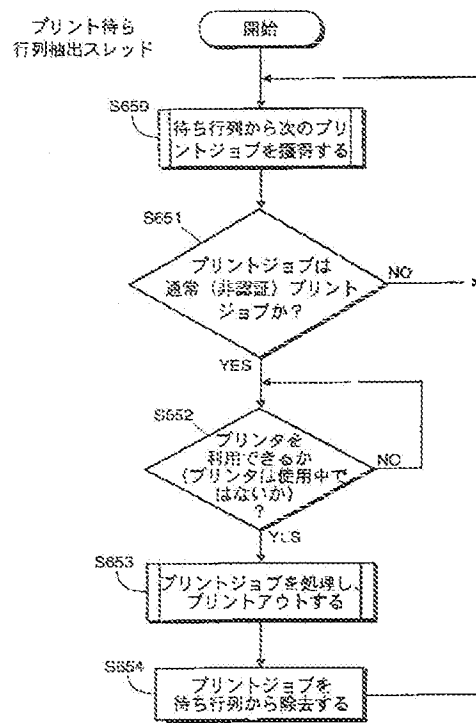 プリント待ち
行列抽出スレッド
開始
S650
待ち行列から次のプリ
ントジョブを獲得する
S651
プリントジョブは
通常（非認証）プリント
ジョブか？
NO
YES
S652
プリンタを
利用できるか
（プリンタは使用中で
はないか）
？
NO
YES
S653
プリントジョブを処理し、
プリントアウトする
S654
プリントジョブを
待ち行列から除去する